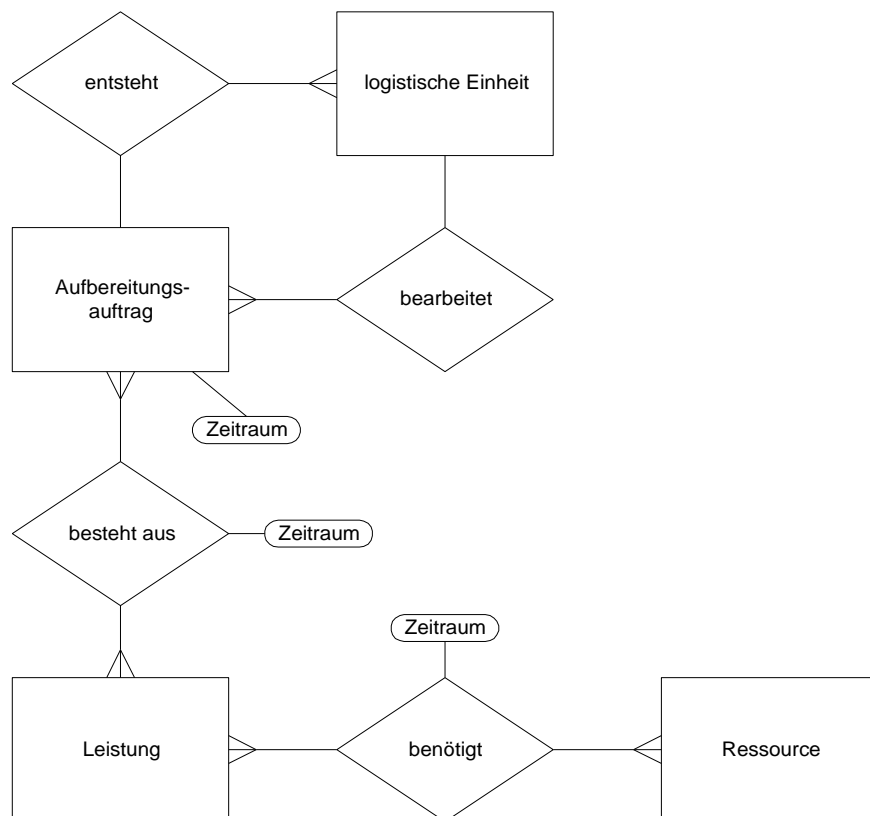 entsteht
logistische Einheit
Aufbereitungs-
auftrag
bearbeitet
Zeitraum
besteht aus
Zeitraum
Zeitraum
Leistung
benötigt
Ressource